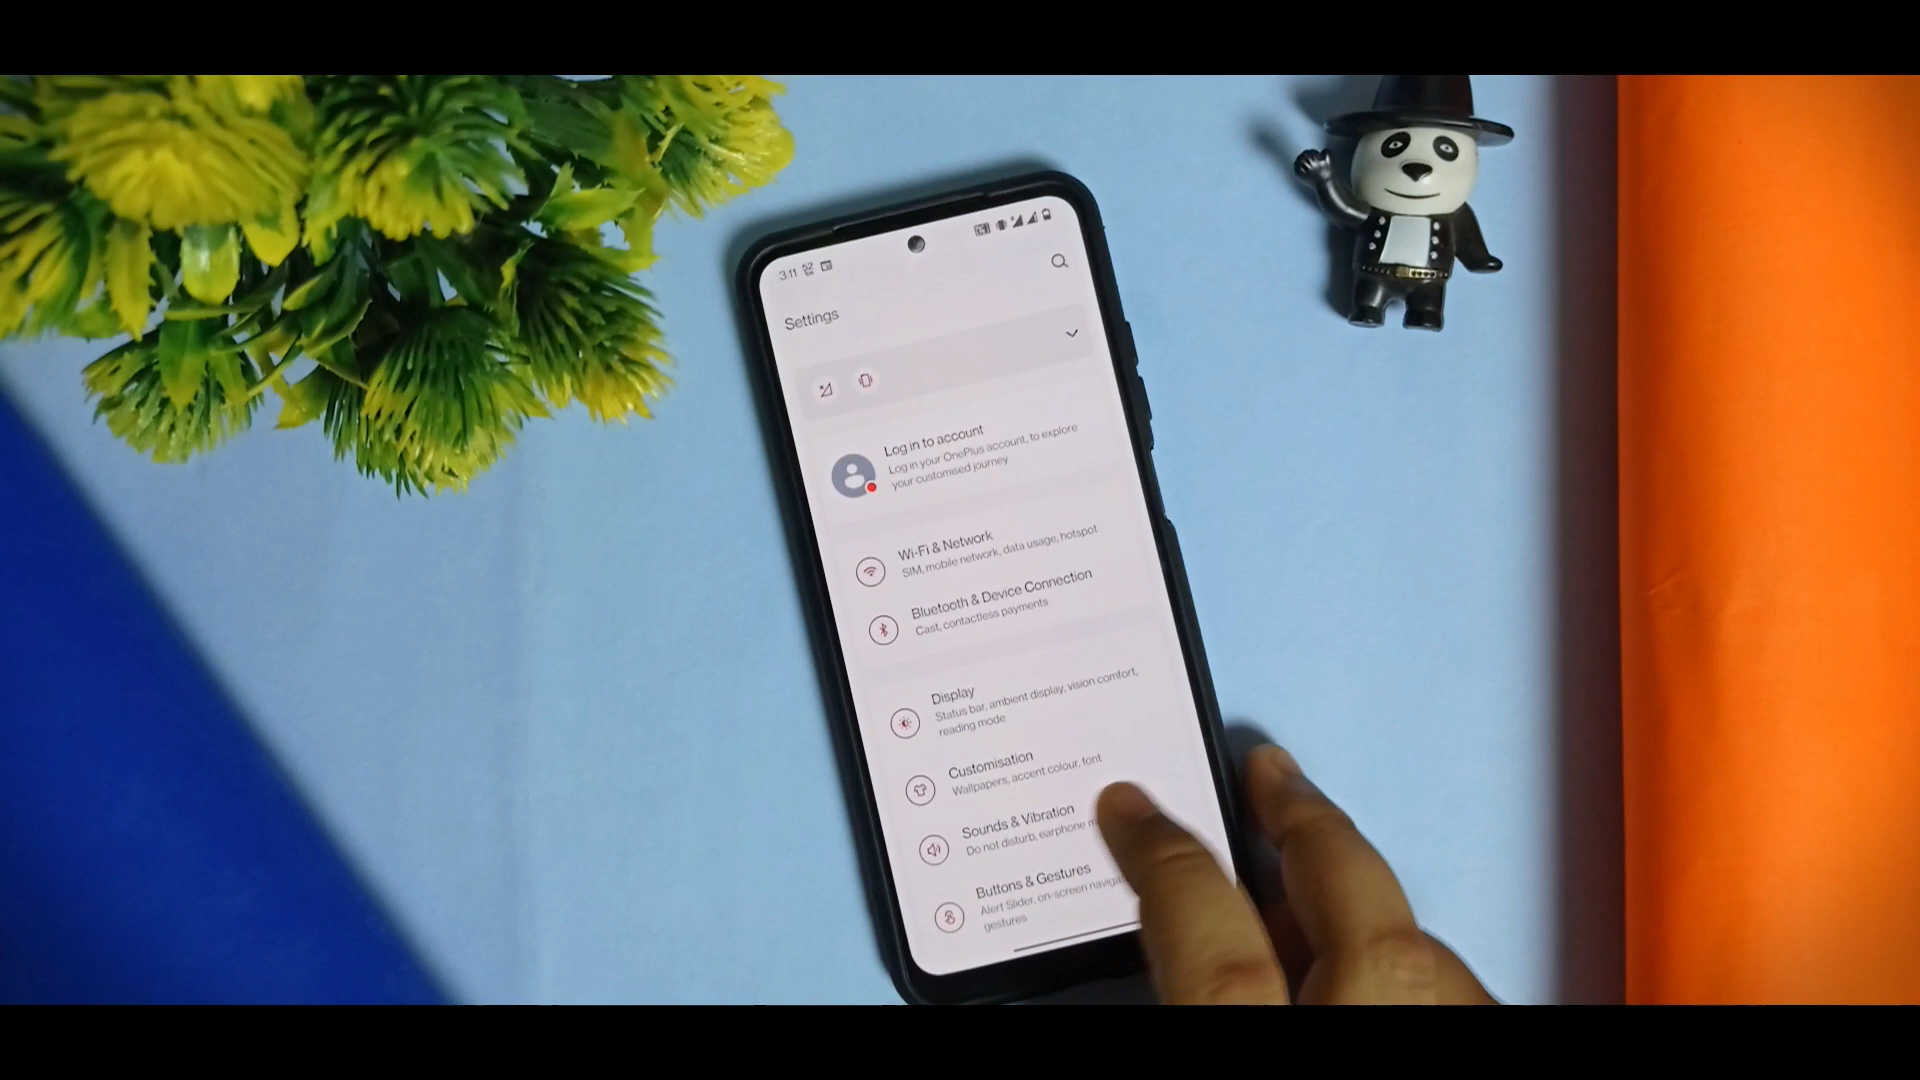 3:11
Settings
Log in to account
Log in your OnePlus account, to explore
your customised journey
Wi-Fi & Network
SIM, mobile network, data usage, hotspot
Bluetooth & Device Connection
Cast, contactless payments
Display
Status bar, ambient display, vision comfort,
reading mode
Customisation
Wallpapers, accent colour, font
Sounds & Vibration
Do not disturb, earphone
Buttons & Gestures
Alert Slider, on-screen
gestures